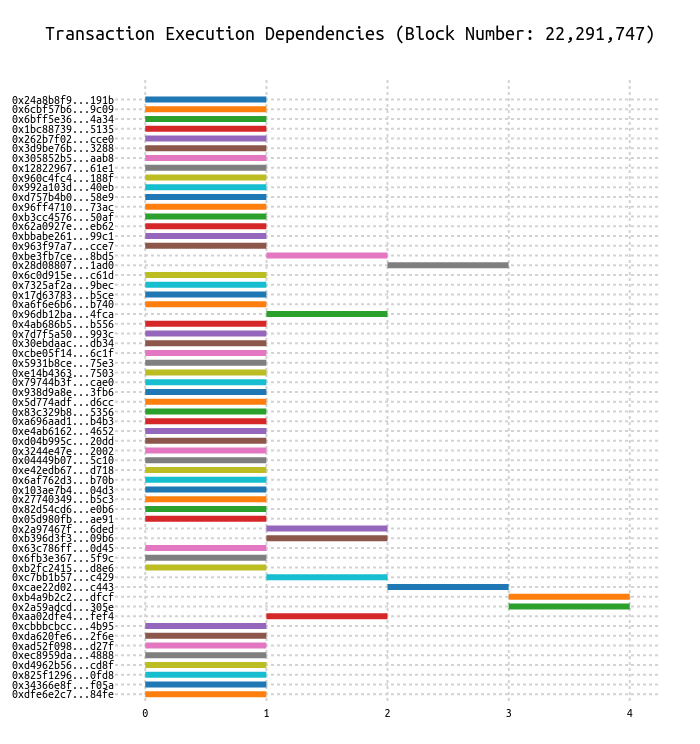 Transaction Execution Dependencies (Block Number: 22,291,747)
0x24a8b8f9...191b
0x6cbf57b6...9c09
0x6bff5e36...4a34
0x1bc88739...5135
0x262b7f02...cce0
0x3d9be76b...3288
0x305852b5...aab8
0x12822967...61e1
0x960c4fc4...188f
0x992a103d...40eb
0xd757b4b0...58e9
0x96ff4710...73ac
0xb3cc4576...50af
0x62a0927e...eb62
0xbbabe261...99c1
0x963f97a7...cce7
0xbe3fb7ce...8bd5
0x28d08807...1ad0
0x6c0d915e...c61d
0x7325af2a...9bec
0x17d63783...b5ce
0xa6f6e6b6...b740
0x96db12ba...4fca
0x4ab686b5...b556
0x7d7f5a50...993c
0x30ebdaac...db34
0xcbe05f14...6c1f
0x5931b8ce...75e3
0xe14b4363...7503
0x79744b3f...cae0
0x938d9a8e...3fb6
0x5d774adf...d6cc
0x83c329b8...5356
0xa696aad1...b4b3
0xe4ab6162...4652
0xd04b995c...20dd
0x3244e47e...2002
0x04449b07...5c10
0xe42edb67...d718
0x6af762d3...b70b
0x103ae7b4...04d3
0x27740349...b5c3
0x82d54cd6...e0b6
0x05d980fb...ae91
0x2a97467f...6ded
0xb396d3f3...09b6
0x63c786ff...0d45
0x6fb3e367...5f9c
0xb2fc2415...d8e6
0xc7bb1b57...c429
0xcae22d02...c443
0xb4a9b2c2...dfcf
0x2a59adcd...305e
0xaa02dfe4...fef4
0xcbbbcbcc...4b95
0xda620fe6...2f6e
0xad52f098...d27f
0xec8959da...4888
0xd4962b56...cd8f
0x825f1296...0fd8
0x34366e8f...f05a
0xdfe6e2c7...84fe
0 1 2 3 4